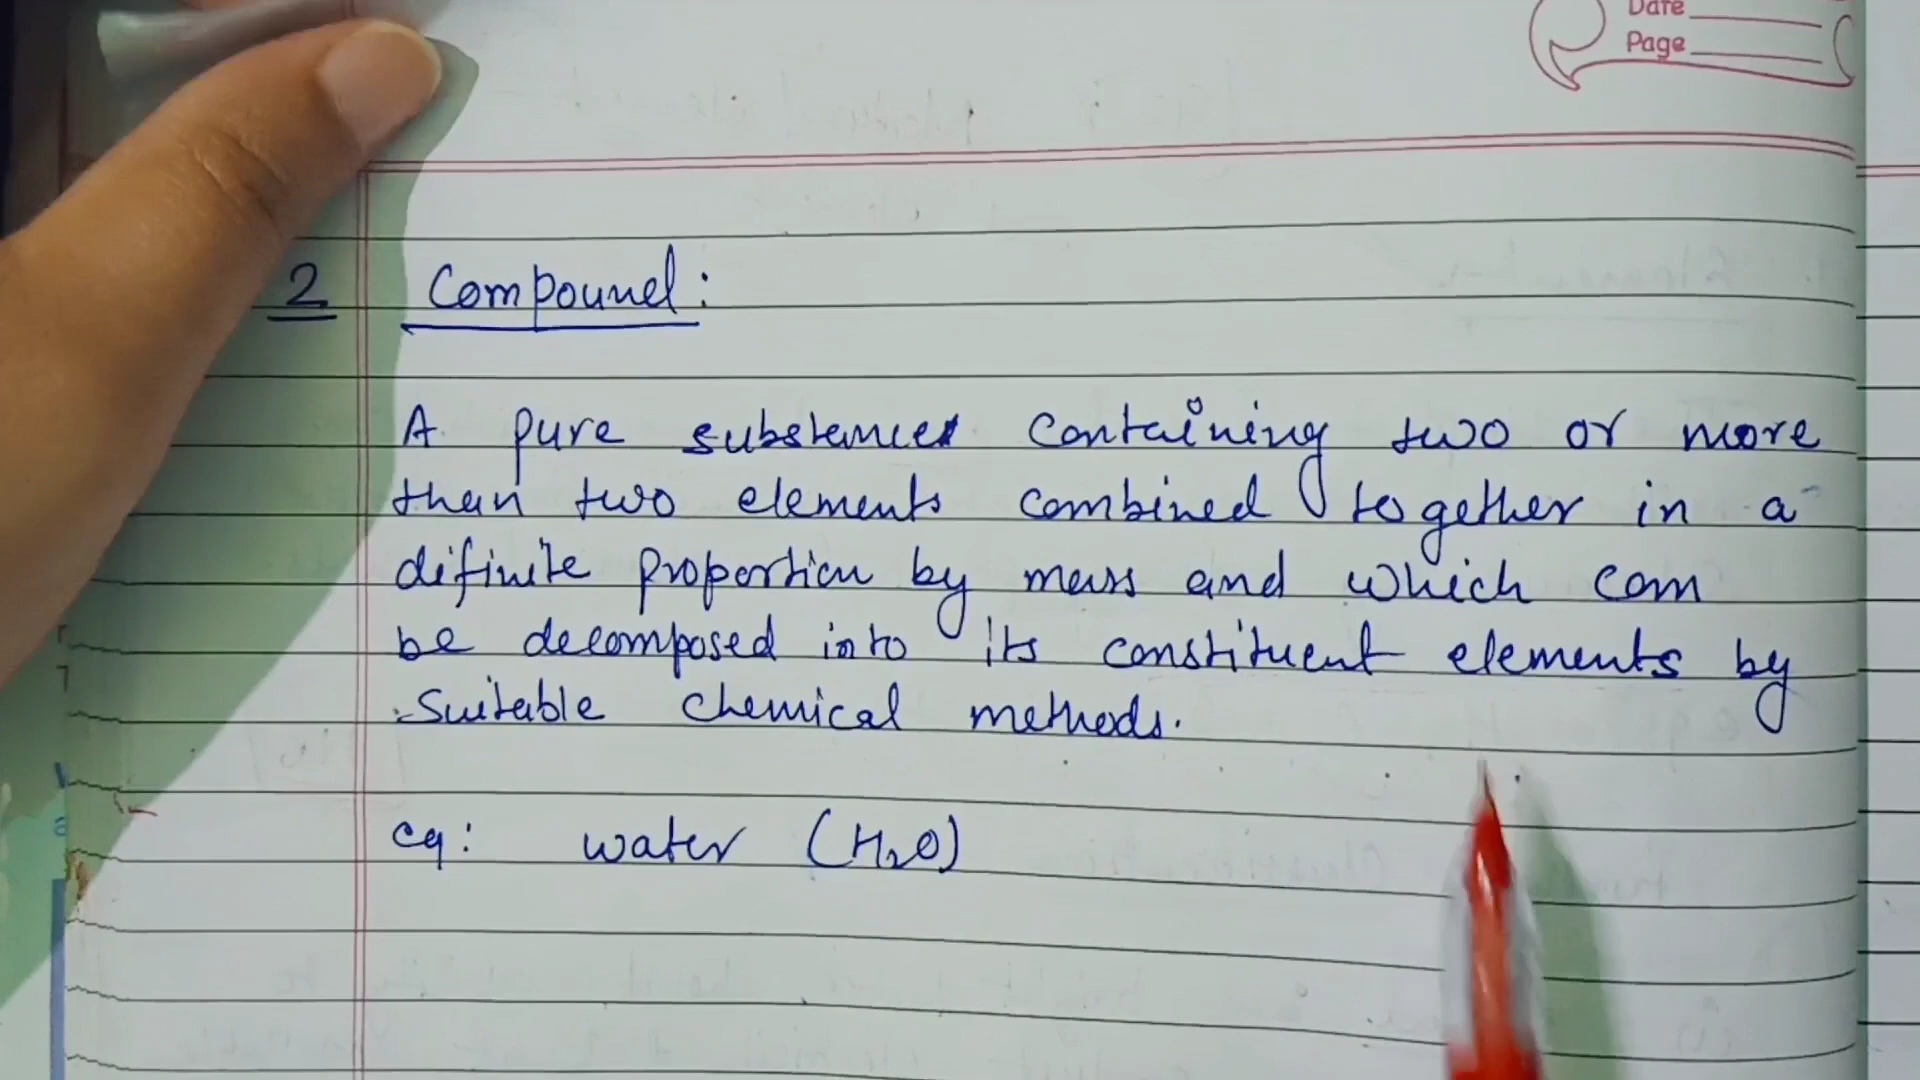 Date
Page
2 Compound:
A pure substance containing two or more
than two elements combined together in a
difinite proportion by mass and which can
be decomposed into its constituent elements by
suitable chemical methods.
eg: water (H₂O)